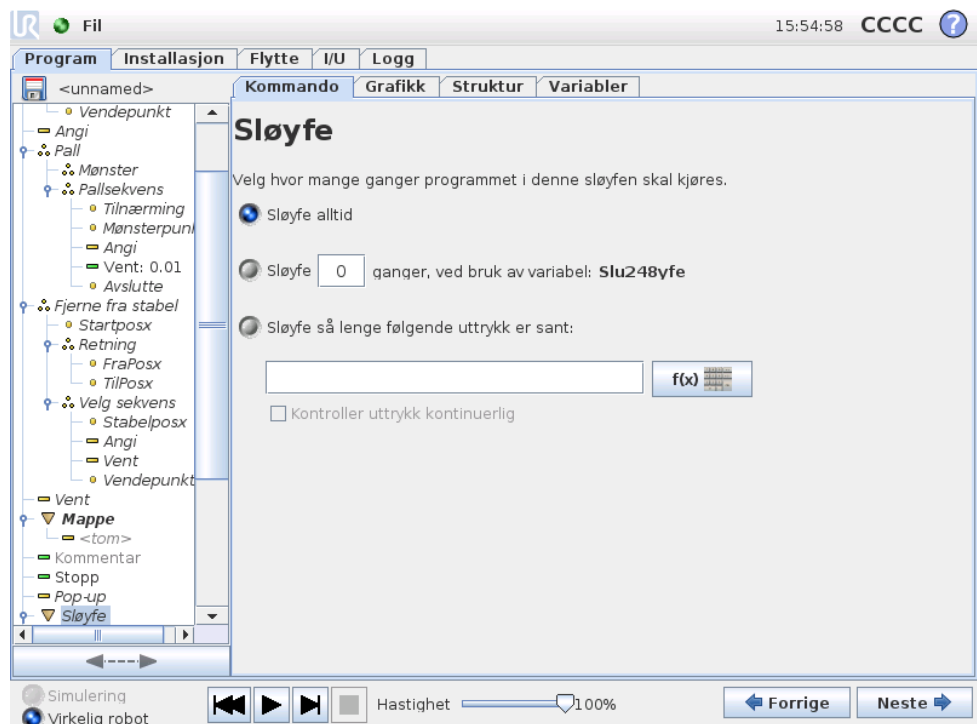 UR Fil 15:54:58 CCCC ?
Program Installasjon Flytte I/U Logg
<unnamed>
Kommando Grafikk Struktur Variabler
Vendepunkt
Angi
Pall
Mønster
Pallsekvens
Tilnærming
Mønsterpun
Angi
Vent: 0.01
Avslutte
Fjerne fra stabel
Startposx
Retning
FraPosx
TilPosx
Velg sekvens
Stabelposx
Angi
Vent
Vendepunkt
Vent
Mappe
<tom>
Kommentar
Stopp
Pop-up
Sløyfe
Sløyfe
Velg hvor mange ganger programmet i denne sløyfen skal kjøres.
Sløyfe alltid
Sløyfe 0 ganger, ved bruk av variabel: Slu248yfe
Sløyfe så lenge følgende uttrykk er sant:
f(x)
Kontroller uttrykk kontinuerlig
Simulering
Virkelig robot
Hastighet 100%
Forrige Neste